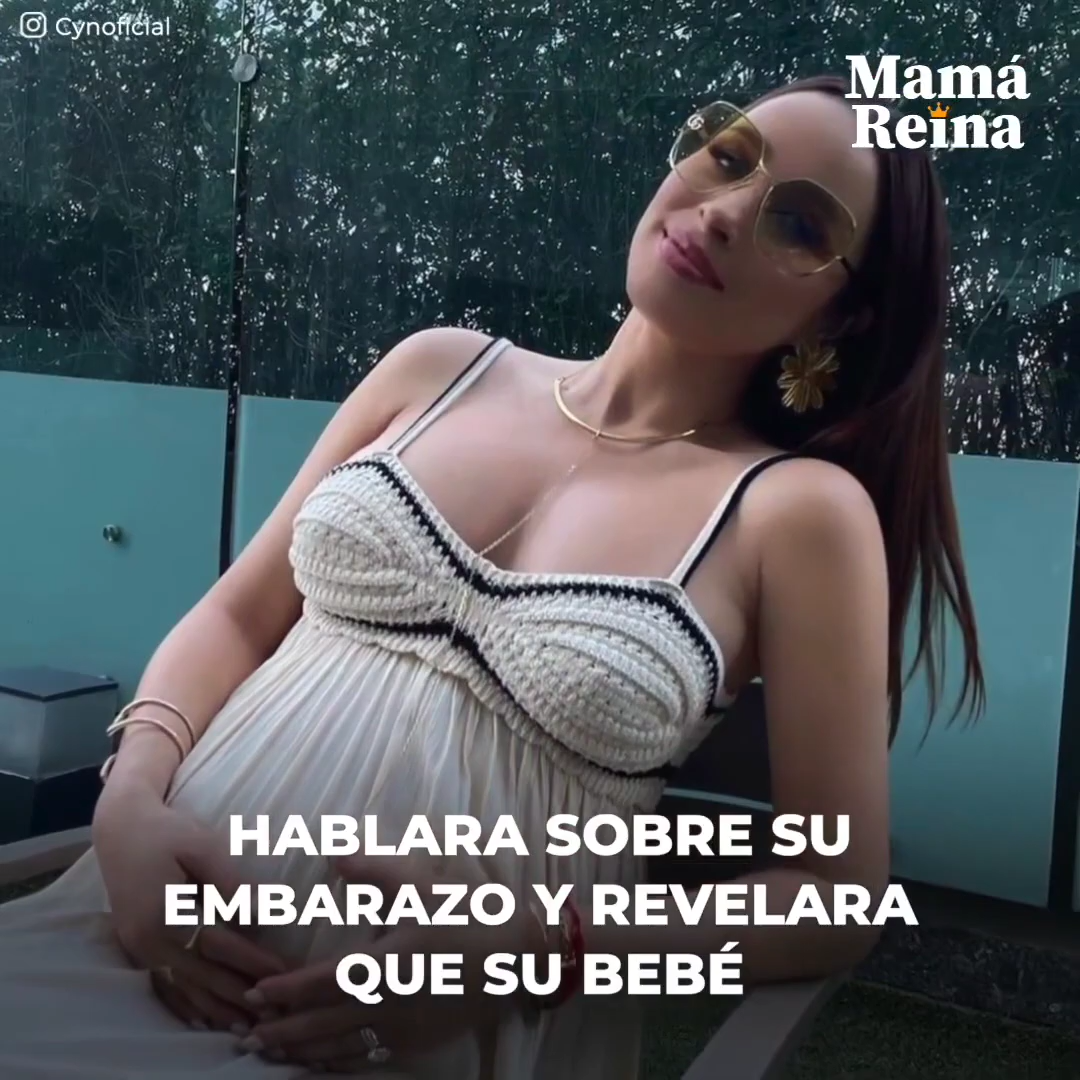 Cynoficial
Mamá
Reina
HABLARA SOBRE SU
EMBARAZO Y REVELARA
QUE SU BEBÉ